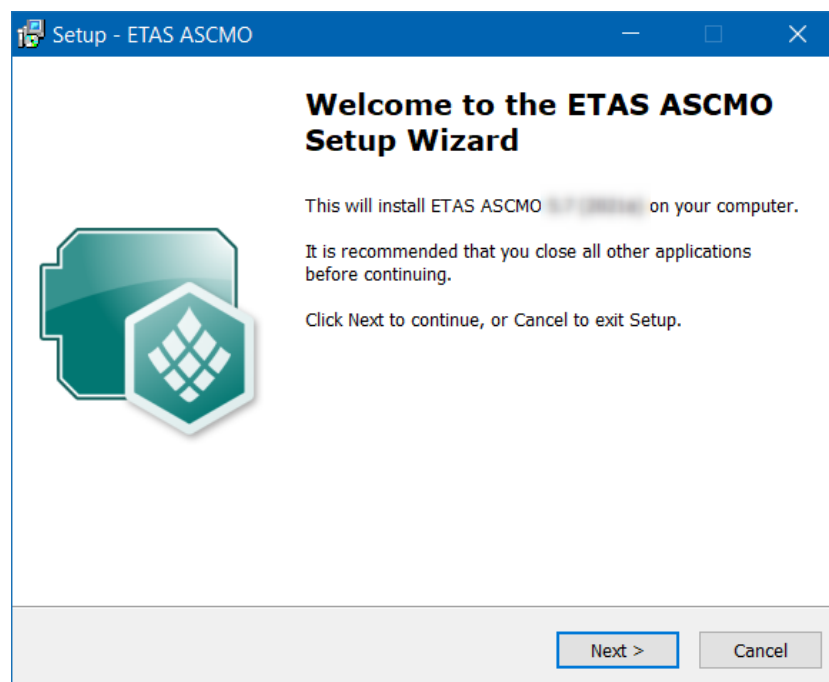 Setup - ETAS ASCMO
Welcome to the ETAS ASCMO
Setup Wizard
This will install ETAS ASCMO on your computer.
It is recommended that you close all other applications
before continuing.
Click Next to continue, or Cancel to exit Setup.
Next >
Cancel